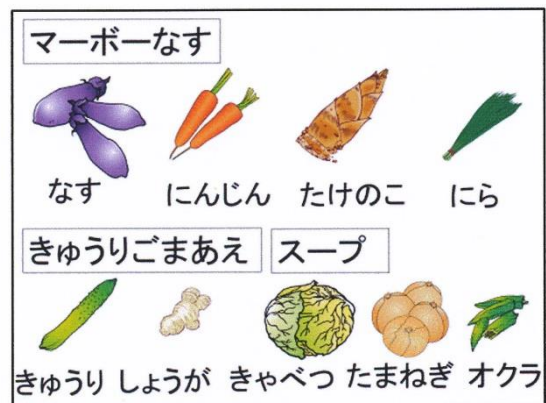 マーボーなす
なす にんじん たけのこ にら
きゅうりごまあえ スープ
きゅうり しょうが きゃべつ たまねぎ オクラ